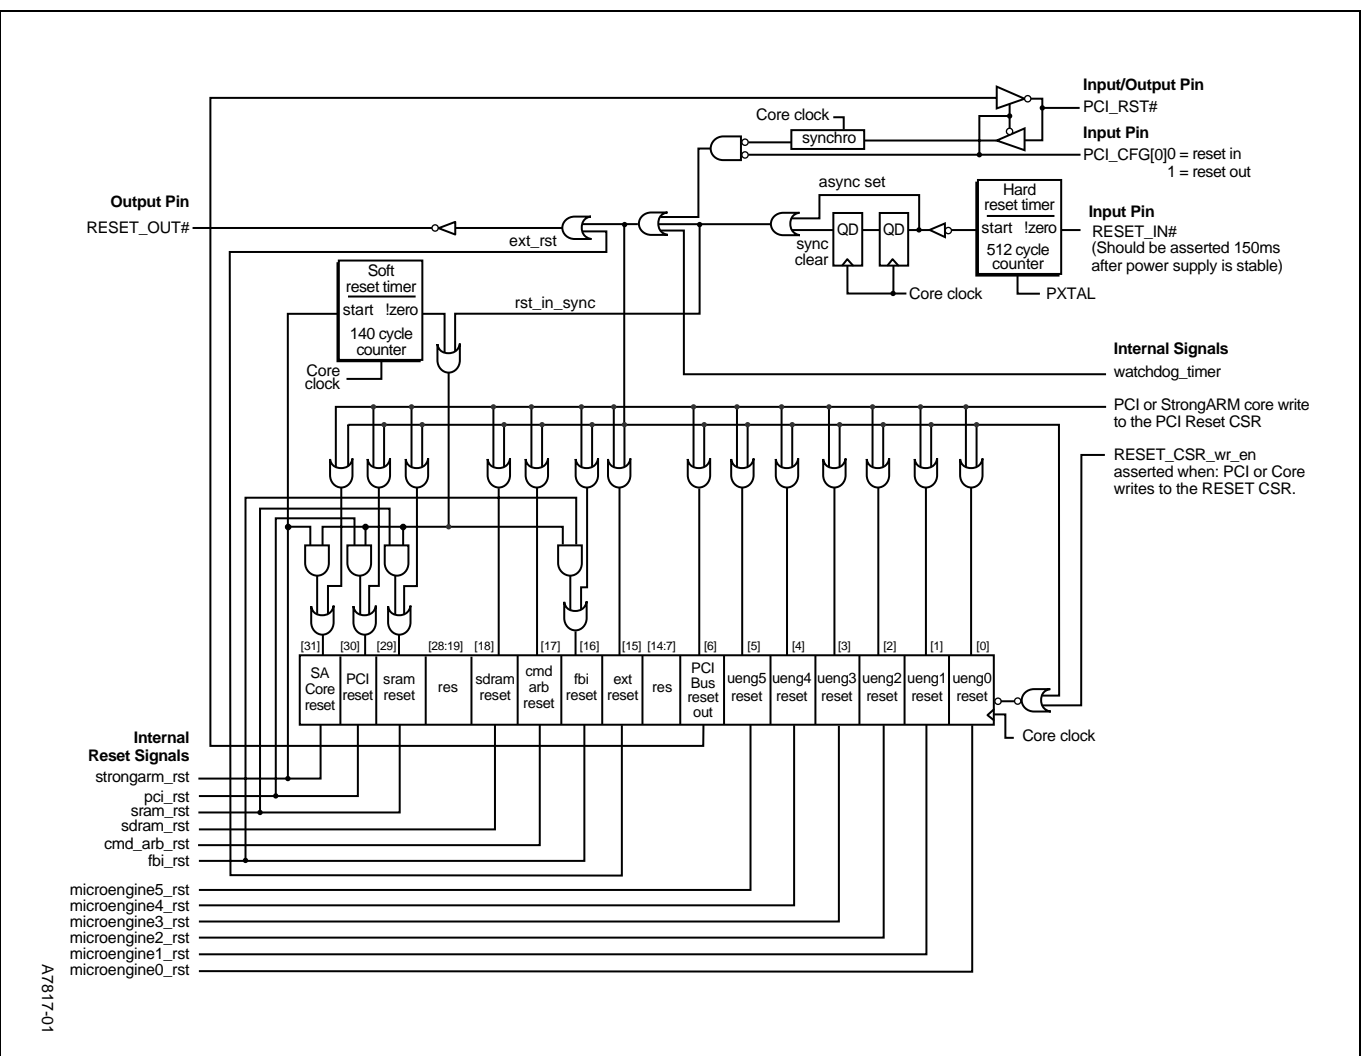 Input/Output Pin
PCI_RST#
Core clock
synchro
Input Pin
PCI_CFG[0]0 = reset in
1 = reset out
async set
Hard
reset timer
start !zero
512 cycle
counter
Input Pin
RESET_IN#
(Should be asserted 150ms
after power supply is stable)
Output Pin
RESET_OUT#
ext_rst
QD
QD
sync
clear
Core clock
PXTAL
Soft
reset timer
start !zero
140 cycle
counter
rst_in_sync
Core
clock
Internal Signals
watchdog_timer
PCI or StrongARM core write
to the PCI Reset CSR
RESET_CSR_wr_en
asserted when: PCI or Core
writes to the RESET CSR.
[31] [30] [29] [28:19] [18] [17] [16] [15] [14:7] [6] [5] [4] [3] [2] [1] [0]
SA
Core
reset
PCI
reset
sram
reset
res
sdram
reset
cmd
arb
reset
fbi
reset
ext
reset
res
PCI
Bus
reset
out
ueng5
reset
ueng4
reset
ueng3
reset
ueng2
reset
ueng1
reset
ueng0
reset
Core clock
Internal
Reset Signals
strongarm_rst
pci_rst
sram_rst
sdram_rst
cmd_arb_rst
fbi_rst
microengine5_rst
microengine4_rst
microengine3_rst
microengine2_rst
microengine1_rst
microengine0_rst
A7817-01